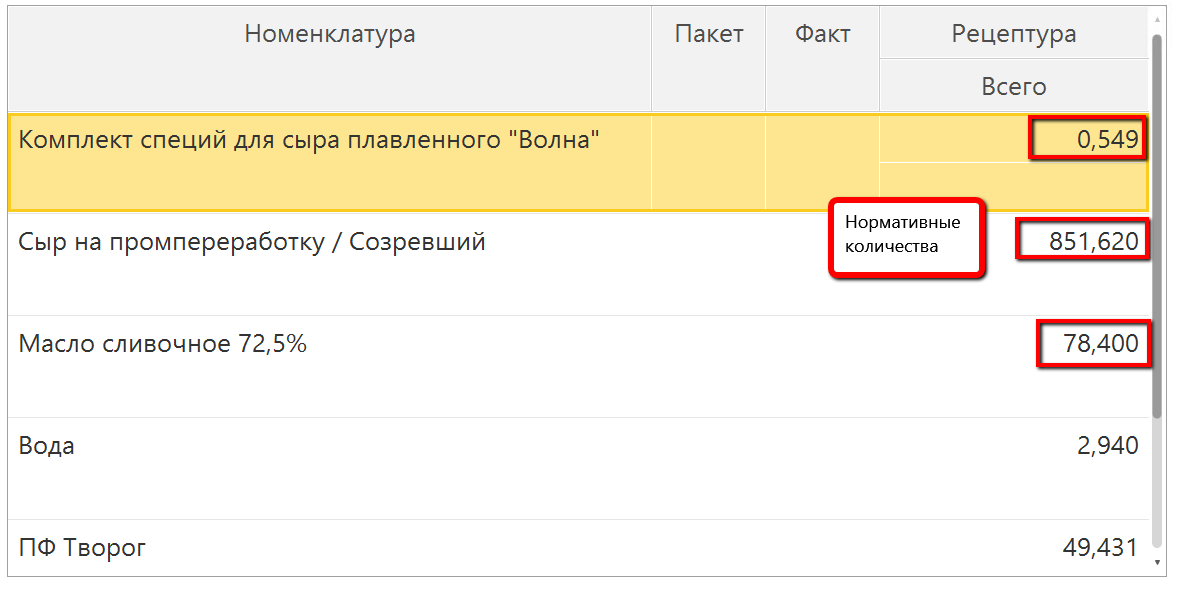 Номенклатура Пакет Факт Рецептура
Всего
Комплект специй для сыра плавленного "Волна" 0,549
Нормативные
количества
Сыр на промпереработку / Созревший 851,620
Масло сливочное 72,5% 78,400
Вода 2,940
ПФ Творог 49,431